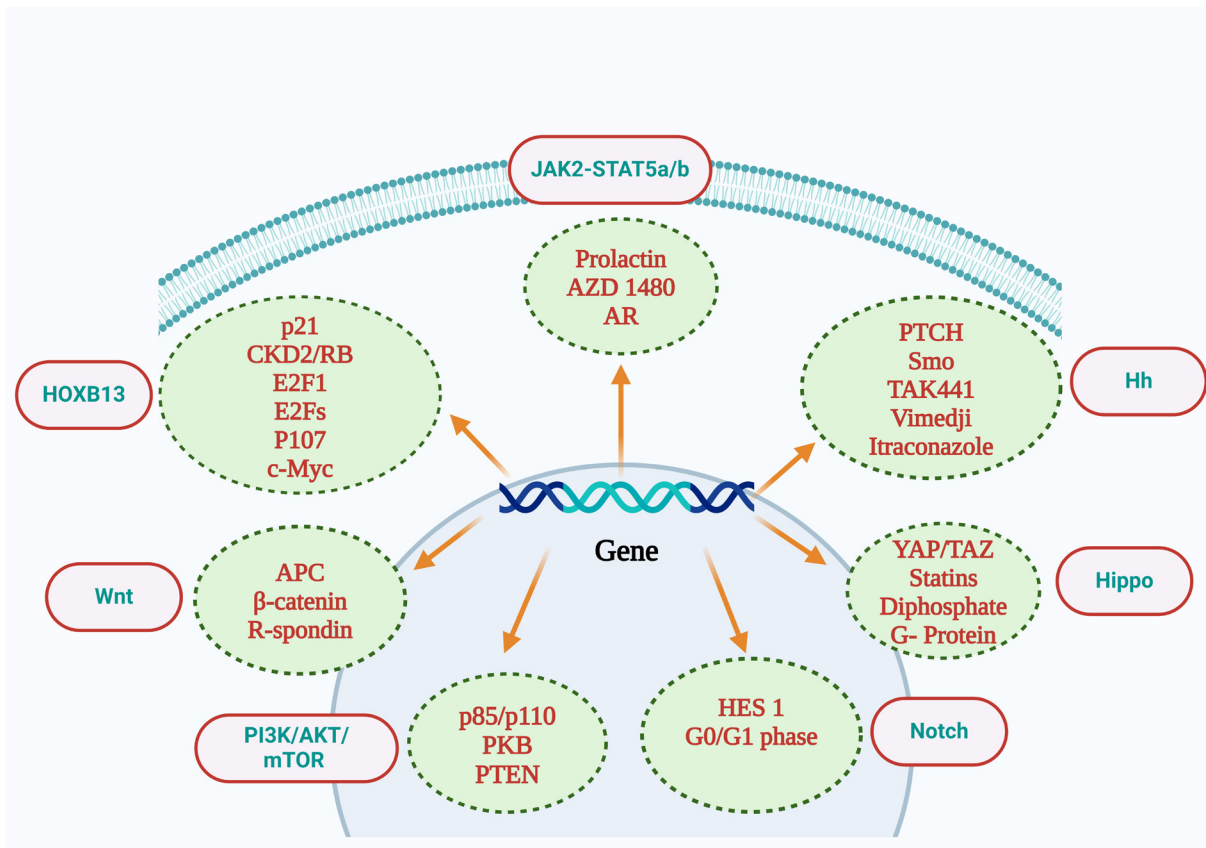 JAK2-STAT5a/b
Prolactin
AZD 1480
AR
HOXB13
p21
CKD2/RB
E2F1
E2Fs
P107
c-Myc
PTCH
Smo
TAK441
Vimedji
Itraconazole
Hh
Gene
Wnt
APC
β-catenin
R-spondin
YAP/TAZ
Statins
Diphosphate
G- Protein
Hippo
PI3K/AKT/
mTOR
p85/p110
PKB
PTEN
HES 1
G0/G1 phase
Notch